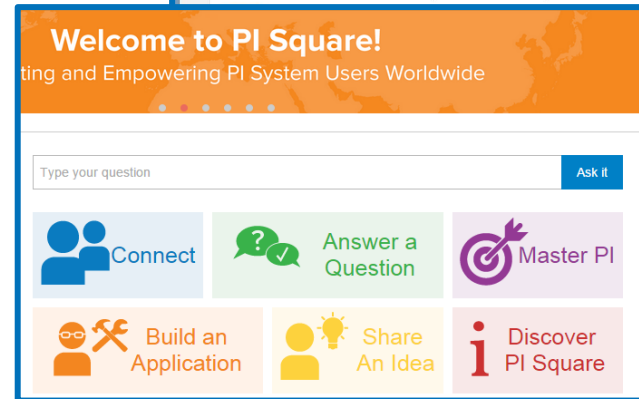 Welcome to PI Square!
ting and Empowering PI System Users Worldwide
Type your question
Ask it
Connect
Answer a
Question
Master PI
Build an
Application
Share
An Idea
Discover
PI Square